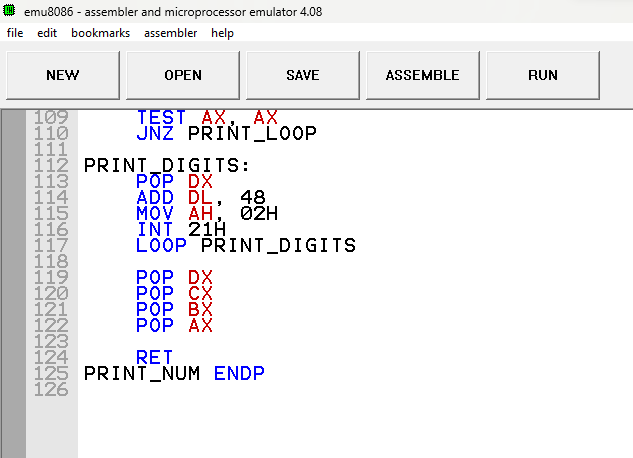 emu8086 - assembler and microprocessor emulator 4.08
file edit bookmarks assembler help
NEW OPEN SAVE ASSEMBLE RUN
109 TEST AX, AX
110 JNZ PRINT_LOOP
111
112 PRINT_DIGITS:
113 POP DX
114 ADD DL, 48
115 MOV AH, 02H
116 INT 21H
117 LOOP PRINT_DIGITS
118
119 POP DX
120 POP CX
121 POP BX
122 POP AX
123
124 RET
125 PRINT_NUM ENDP
126